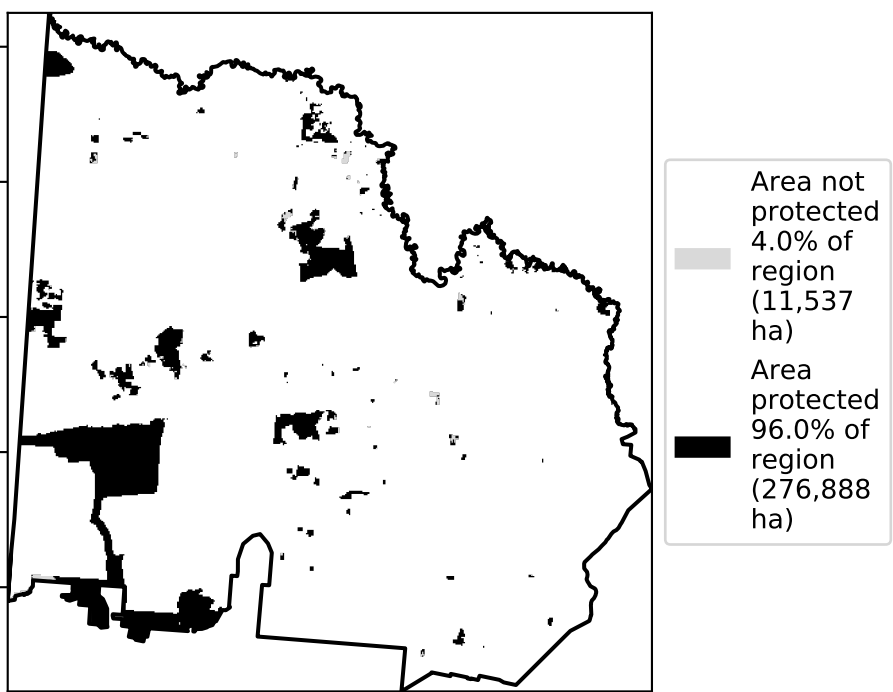 Area not
protected
4.0% of
region
(11,537
ha)
Area
protected
96.0% of
region
(276,888
ha)